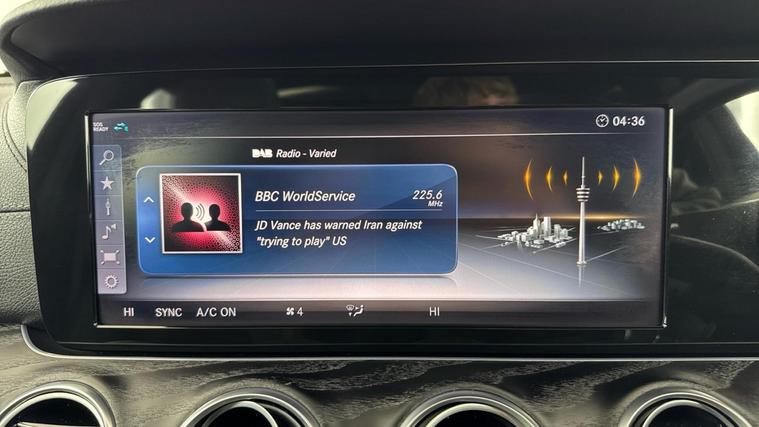 SOS
READY
04:36
DAB Radio - Varied
BBC WorldService 225.6
MHz
JD Vance has warned Iran against
"trying to play" US
HI SYNC A/C ON 4 HI